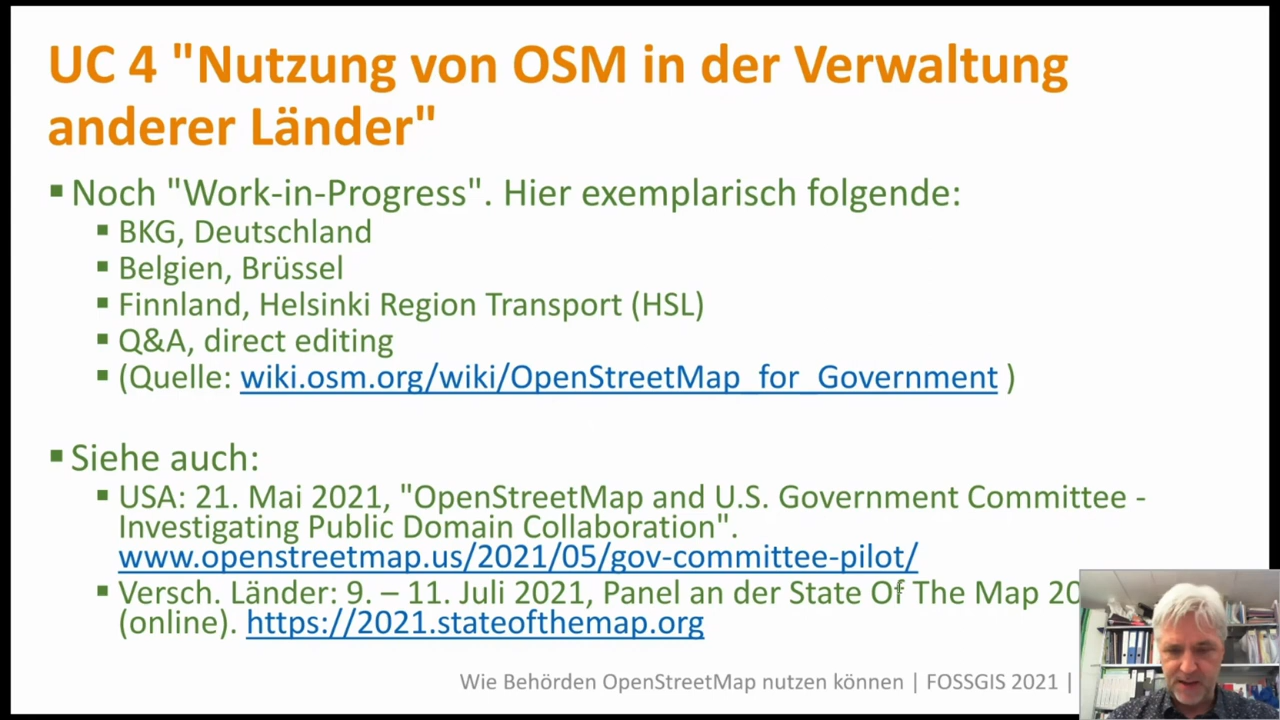 UC 4 "Nutzung von OSM in der Verwaltung
anderer Länder"
▪ Noch "Work-in-Progress". Hier exemplarisch folgende:
▪ BKG, Deutschland
▪ Belgien, Brüssel
▪ Finnland, Helsinki Region Transport (HSL)
▪ Q&A, direct editing
▪ (Quelle: wiki.osm.org/wiki/OpenStreetMap_for_Government )
▪ Siehe auch:
▪ USA: 21. Mai 2021, "OpenStreetMap and U.S. Government Committee -
Investigating Public Domain Collaboration".
www.openstreetmap.us/2021/05/gov-committee-pilot/
▪ Versch. Länder: 9. – 11. Juli 2021, Panel an der State Of The Map 20
(online). https://2021.stateofthemap.org
Wie Behörden OpenStreetMap nutzen können | FOSSGIS 2021 |